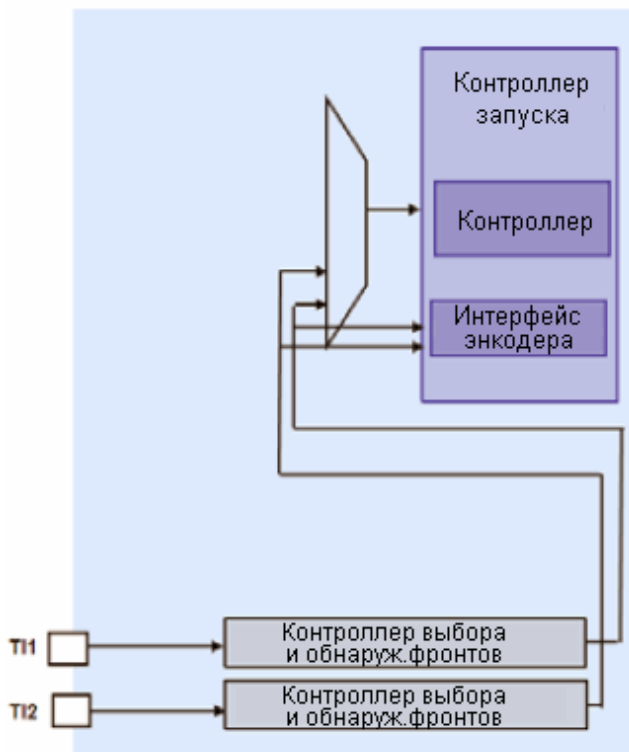 Контроллер
запуска
Контроллер
Интерфейс
энкодера
TI1
Контроллер выбора
и обнаруж.фронтов
TI2
Контроллер выбора
и обнаруж.фронтов